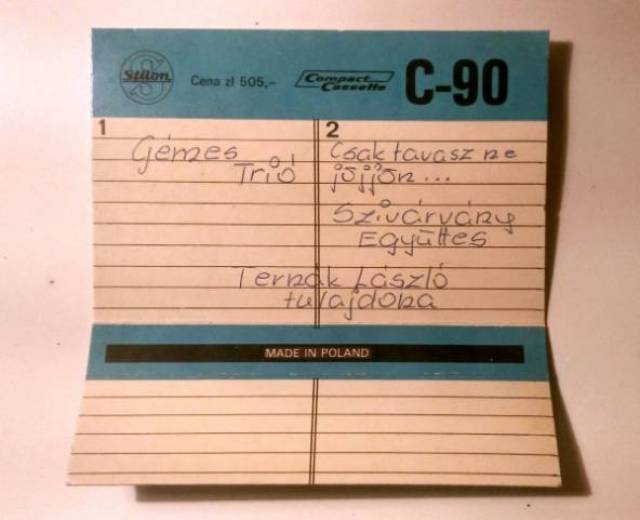 Stilon
Cena zł 505,-
Compact Cassette
C-90
1
Gémes
Trió
2
Csak tavasz ne
jöjjön...
Szivárvány
Együttes
Ternák László
tulajdona
MADE IN POLAND